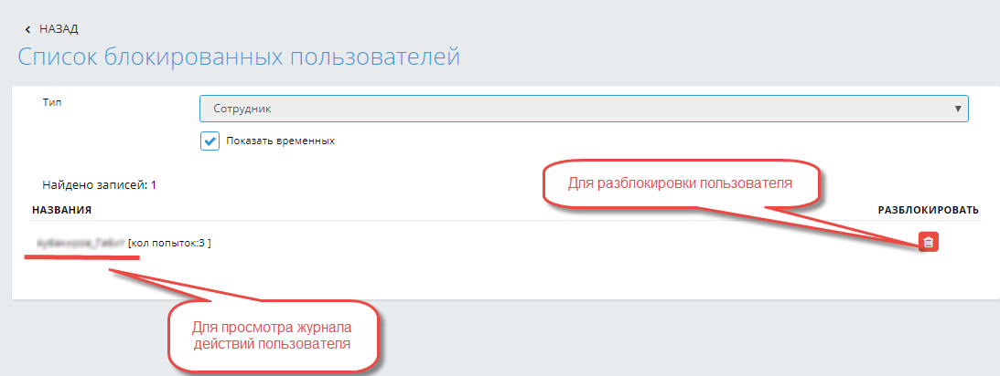 НАЗАД
Список блокированных пользователей
Тип
Сотрудник
Показать временных
Для разблокировки пользователя
Найдено записей: 1
НАЗВАНИЯ
РАЗБЛОКИРОВАТЬ
[кол попыток:3 ]
Для просмотра журнала
действий пользователя